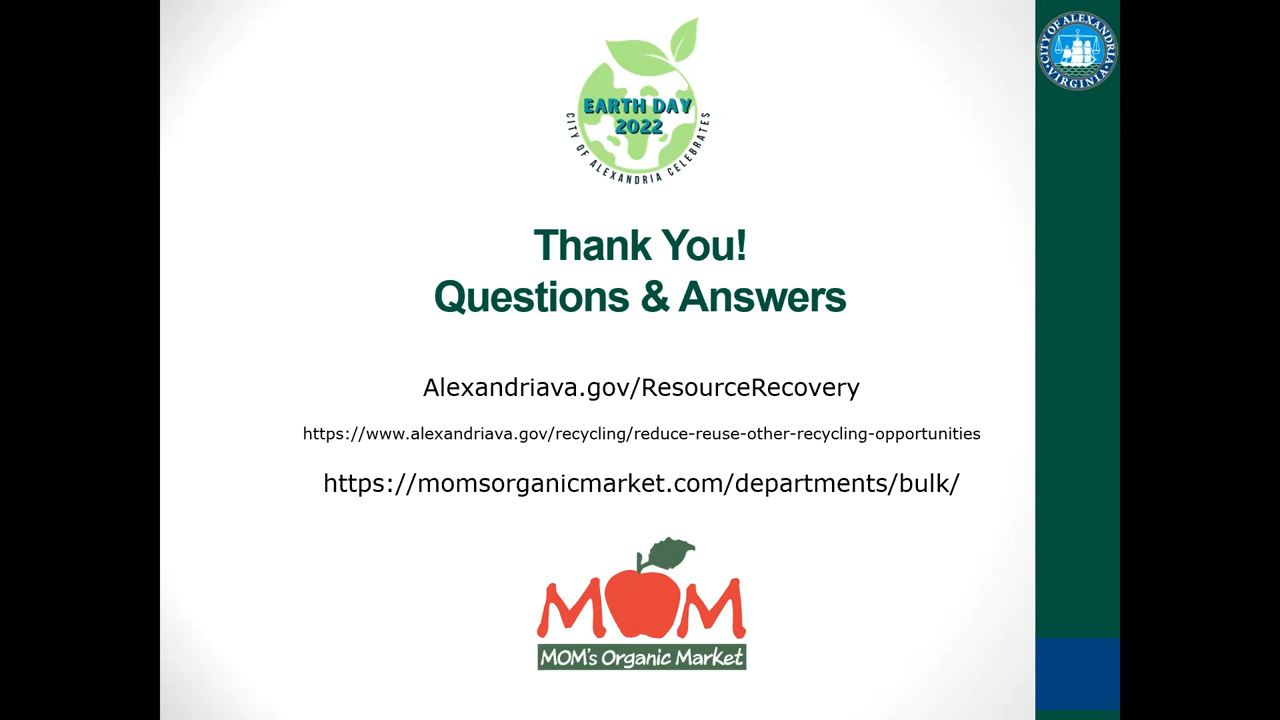 EARTH DAY
2022
CITY OF ALEXANDRIA CELEBRATES
CITY OF ALEXANDRIA
VIRGINIA
Thank You!
Questions & Answers
Alexandriava.gov/ResourceRecovery
https://www.alexandriava.gov/recycling/reduce-reuse-other-recycling-opportunities
https://momsorganicmarket.com/departments/bulk/
MOM
MOM's Organic Market